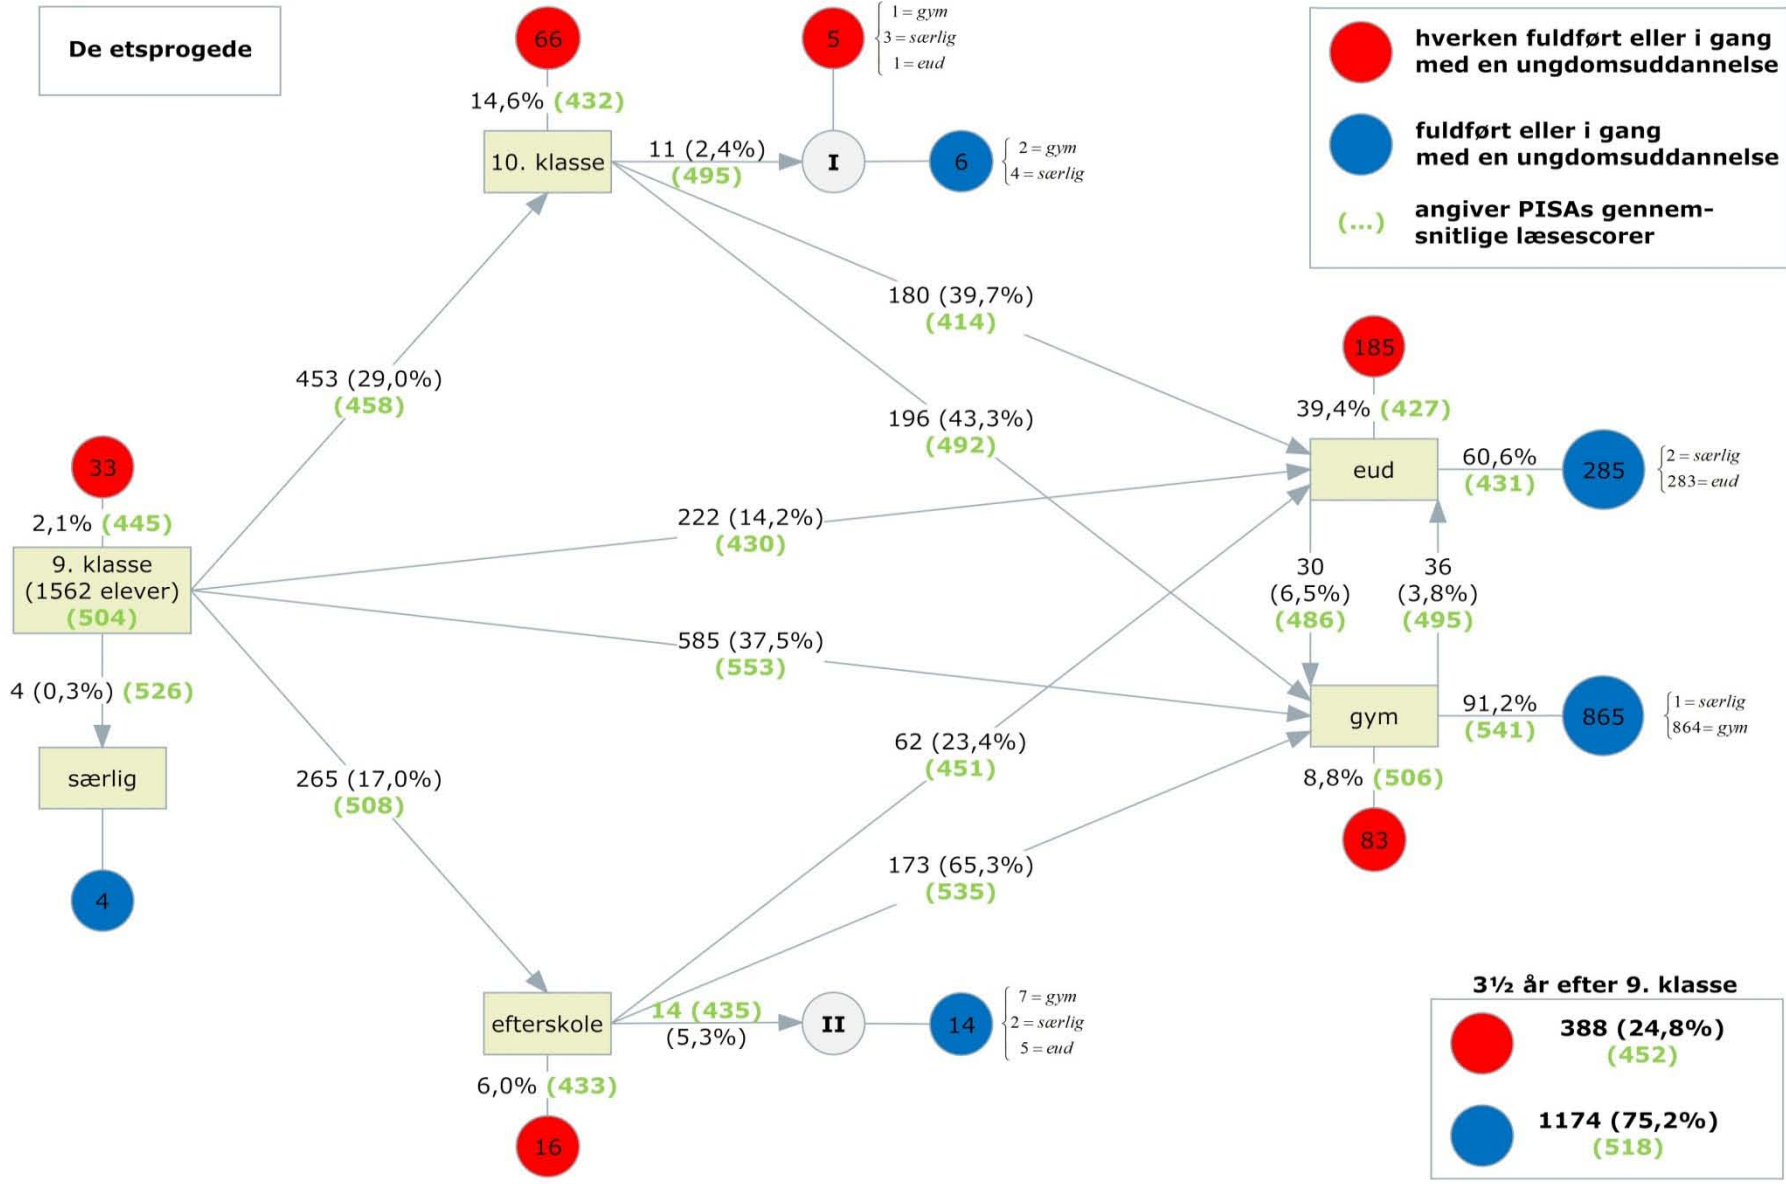 De etsprogede
66
14,6% (432)
10. klasse
5
1 = gym
3 = særlig
1 = eud
11 (2,4%)
(495)
I
6
2 = gym
4 = særlig
hverken fuldført eller i gang
med en ungdomsuddannelse
fuldført eller i gang
med en ungdomsuddannelse
(...)
angiver PISAs gennem-
snitlige læsescorer
180 (39,7%)
(414)
453 (29,0%)
(458)
196 (43,3%)
(492)
185
39,4% (427)
eud
60,6%
(431)
285
2 = særlig
283= eud
33
2,1% (445)
9. klasse
(1562 elever)
(504)
222 (14,2%)
(430)
585 (37,5%)
(553)
30
(6,5%)
(486)
36
(3,8%)
(495)
4 (0,3%) (526)
særlig
4
265 (17,0%)
(508)
62 (23,4%)
(451)
gym
91,2%
(541)
865
1 = særlig
864= gym
8,8% (506)
83
173 (65,3%)
(535)
efterskole
14 (435)
(5,3%)
II
14
7 = gym
2 = særlig
5 = eud
6,0% (433)
16
3½ år efter 9. klasse
388 (24,8%)
(452)
1174 (75,2%)
(518)